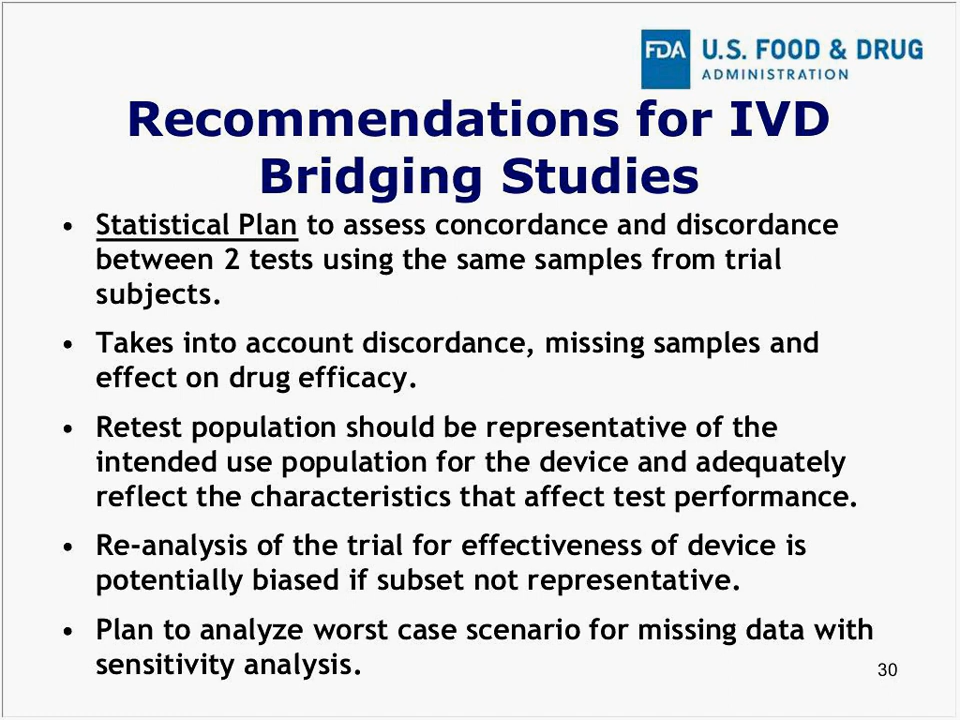 FDA U.S. FOOD & DRUG
ADMINISTRATION
Recommendations for IVD
Bridging Studies
• Statistical Plan to assess concordance and discordance
between 2 tests using the same samples from trial
subjects.
• Takes into account discordance, missing samples and
effect on drug efficacy.
• Retest population should be representative of the
intended use population for the device and adequately
reflect the characteristics that affect test performance.
• Re-analysis of the trial for effectiveness of device is
potentially biased if subset not representative.
• Plan to analyze worst case scenario for missing data with
sensitivity analysis.
30